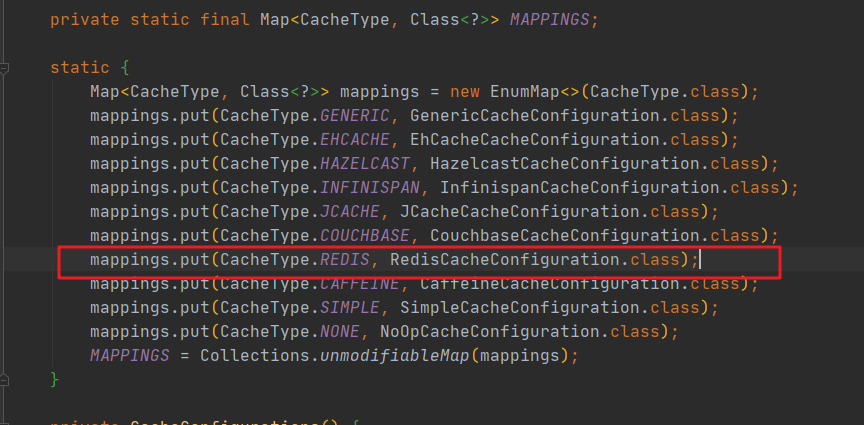 private static final Map<CacheType, Class<?>> MAPPINGS;
static {
Map<CacheType, Class<?>> mappings = new EnumMap<>(CacheType.class);
mappings.put(CacheType.GENERIC, GenericCacheConfiguration.class);
mappings.put(CacheType.EHCACHE, EhCacheCacheConfiguration.class);
mappings.put(CacheType.HAZELCAST, HazelcastCacheConfiguration.class);
mappings.put(CacheType.INFINISPAN, InfinispanCacheConfiguration.class);
mappings.put(CacheType.JCACHE, JCacheCacheConfiguration.class);
mappings.put(CacheType.COUCHBASE, CouchbaseCacheConfiguration.class);
mappings.put(CacheType.REDIS, RedisCacheConfiguration.class);
mappings.put(CacheType.CAFFEINE, CaffeineCacheConfiguration.class);
mappings.put(CacheType.SIMPLE, SimpleCacheConfiguration.class);
mappings.put(CacheType.NONE, NoOpCacheConfiguration.class);
MAPPINGS = Collections.unmodifiableMap(mappings);
}
private CacheConfigurations() {